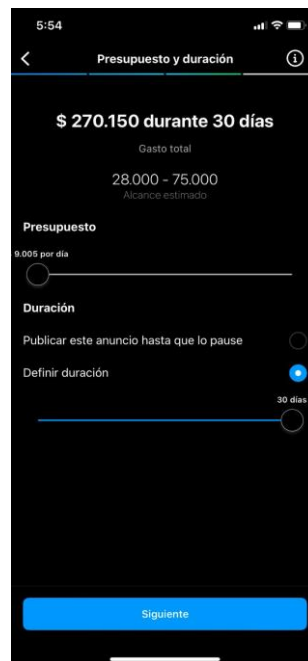 5:54
Presupuesto y duración
$ 270.150 durante 30 días
Gasto total
28.000 - 75.000
Alcance estimado
Presupuesto
9.005 por día
Duración
Publicar este anuncio hasta que lo pause
Definir duración
30 días
Siguiente